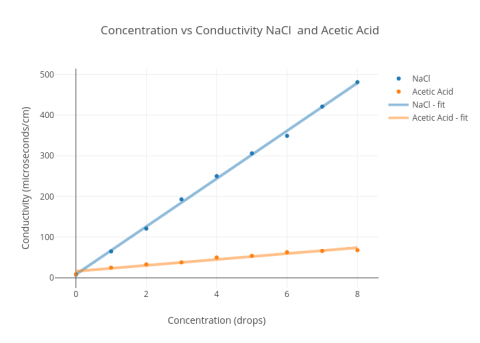 Concentration vs Conductivity NaCl  and Acetic Acid
NaCl
Acetic Acid
NaCl - fit
Acetic Acid - fit
Conductivity (microseconds/cm)
500
400
300
200
100
0
0 2 4 6 8
Concentration (drops)